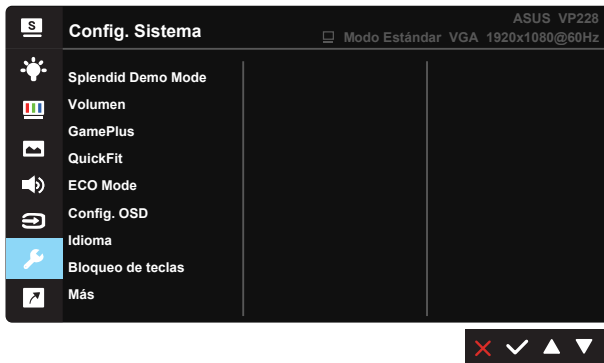 S
Config. Sistema
ASUS VP228
Modo Estándar VGA 1920x1080@60Hz
Splendid Demo Mode
Volumen
GamePlus
QuickFit
ECO Mode
Config. OSD
Idioma
Bloqueo de teclas
Más